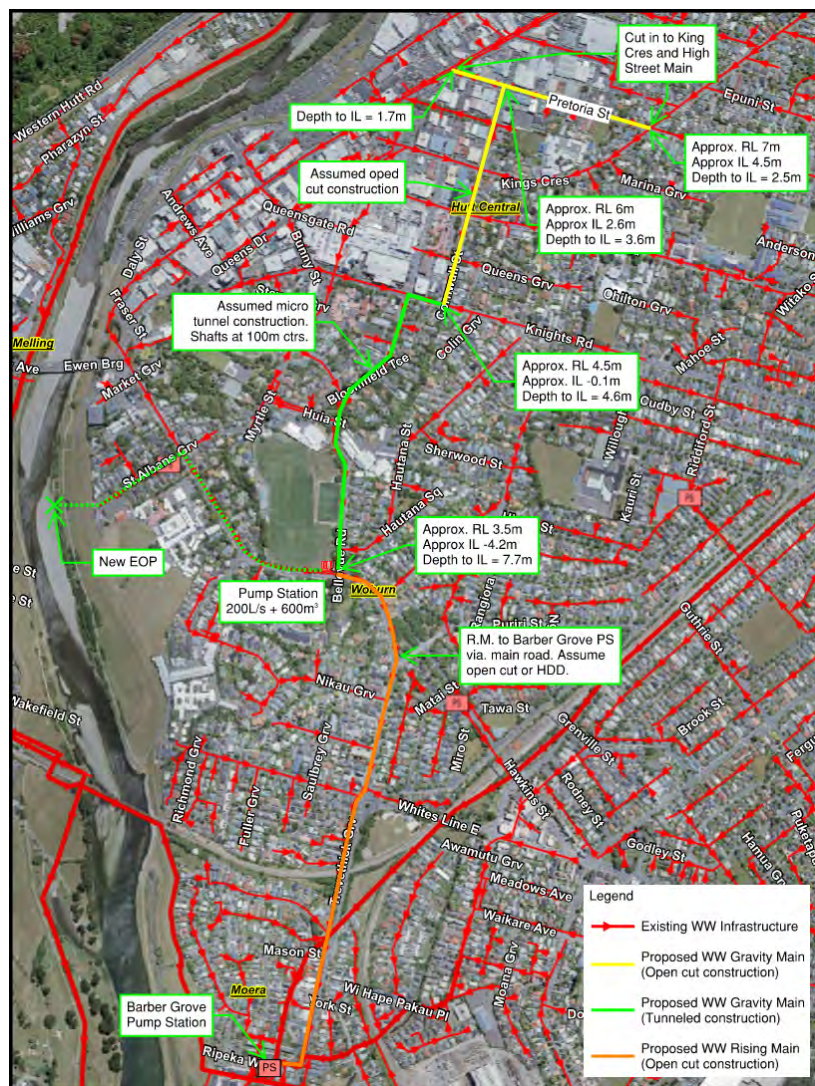 Cut in to King
Cres and High
Street Main
Western Hutt Rd
Pharazyn St
Depth to IL = 1.7m
Pretoria St
Epuni St
Approx. RL 7m
Approx IL 4.5m
Depth to IL = 2.5m
Assumed oped
cut construction
Kings Cres
Marina Grv
Andrews Ave
Queensgate Rd
Hutt Central
Approx. RL 6m
Approx IL 2.6m
Depth to IL = 3.6m
Daly St
Queens Dr
Bunny St
Queens Grv
Chilton Grv
Fraser St
Assumed micro
tunnel construction.
Shafts at 100m ctrs.
Colin Grv
Knights Rd
Mahoe St
Melling
Ave
Ewen Brg
Market Grv
Bloomfield Tce
Approx. RL 4.5m
Approx IL -0.1m
Depth to IL = 4.6m
Cudby St
Myrtle St
Huia St
Hautana St
Sherwood St
Riddiford St
Kauri St
St Albans Grv
PS
Hautana Sq
New EOP
Approx. RL 3.5m
Approx IL -4.2m
Depth to IL = 7.7m
Pump Station
200L/s + 600m³
Woburn
Puriri St
Guthrie St
R.M. to Barber Grove PS
via. main road. Assume
open cut or HDD.
Nikau Grv
Matai St
PS
Tawa St
Miro St
Grenville St
Brook St
Wakefield St
Richmond Grv
Fuller Grv
Saulbrey Grv
Hawkins St
Rodney St
Whites Line E
Godley St
Awamutu Grv
Meadows Ave
Waikare Ave
Moana Grv
Mason St
Moera
York St
Wi Hape Pakau Pl
Barber Grove
Pump Station
PS
Legend
Existing WW Infrastructure
Proposed WW Gravity Main
(Open cut construction)
Proposed WW Gravity Main
(Tunneled construction)
Proposed WW Rising Main
(Open cut construction)